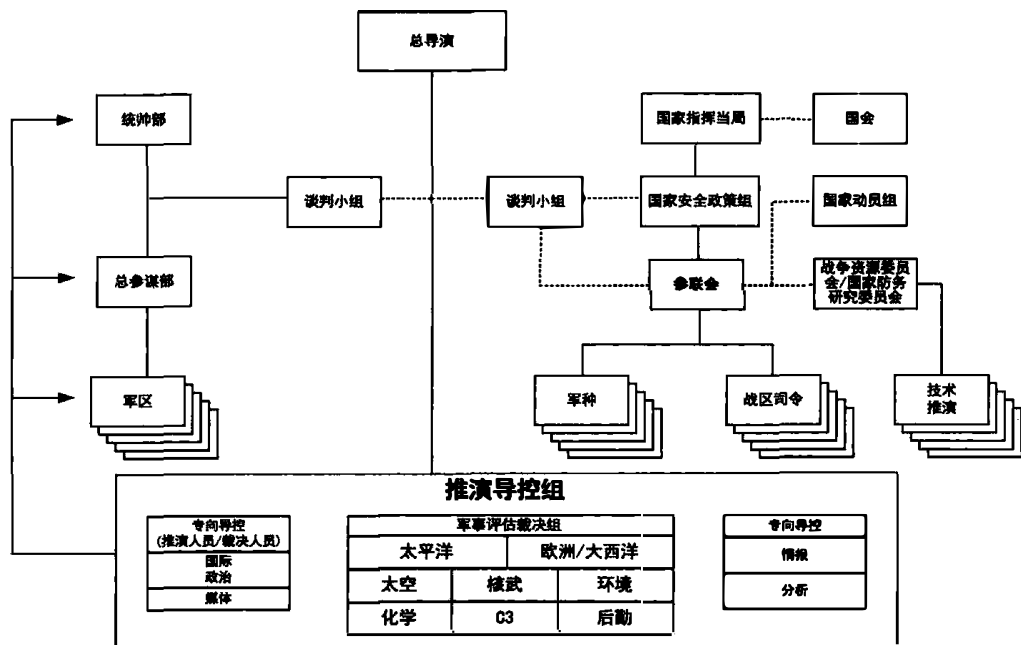 总导演
统帅部
国家指挥当局
国会
谈判小组
谈判小组
国家安全政策组
国家动员组
总参谋部
参联会
战争资源委员
会/国家防务
研究委员会
军区
军种
战区司令
技术
推演
推演导控组
专向导控
(推演人员/裁决人员)
国际
政治
媒体
军事评估裁决组
太平洋
欧洲/大西洋
太空
核武
环境
化学
C3
后勤
专向导控
情报
分析